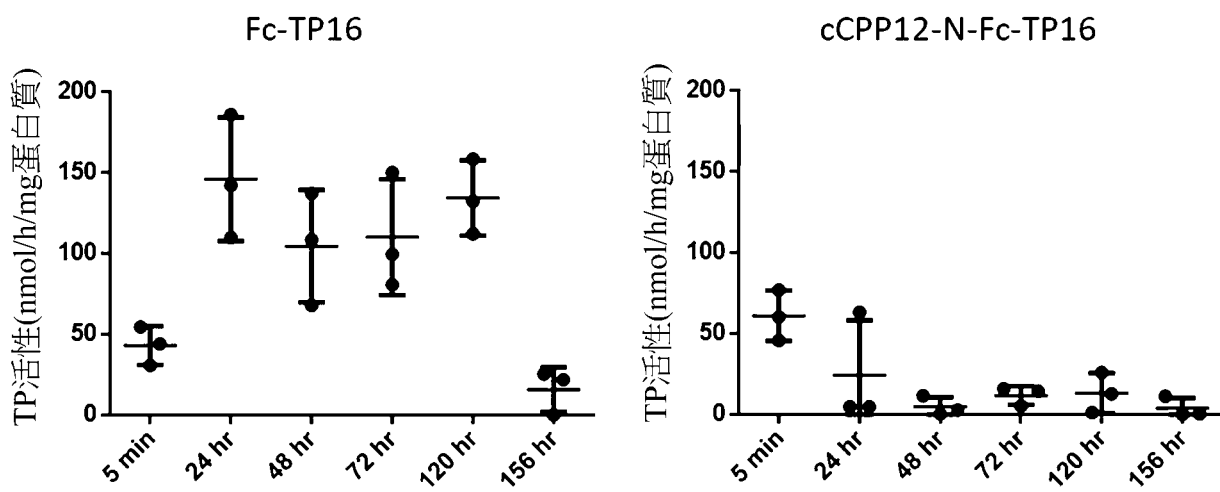 Fc-TP16
TP活性(nmol/h/mg蛋白質)
200
150
100
50
0
5 min
24 hr
48 hr
72 hr
120 hr
156 hr
cCPP12-N-Fc-TP16
TP活性(nmol/h/mg蛋白質)
200
150
100
50
0
5 min
24 hr
48 hr
72 hr
120 hr
156 hr